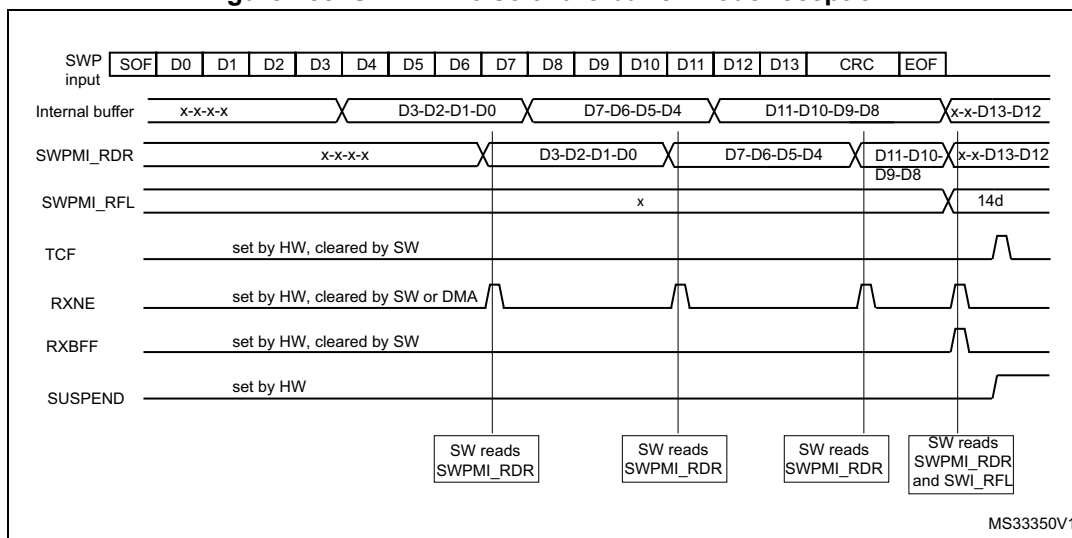 SWP input SOF D0 D1 D2 D3 D4 D5 D6 D7 D8 D9 D10 D11 D12 D13 CRC EOF
Internal buffer x-x-x-x D3-D2-D1-D0 D7-D6-D5-D4 D11-D10-D9-D8 x-x-D13-D12
SWPMI_RDR x-x-x-x D3-D2-D1-D0 D7-D6-D5-D4 D11-D10-D9-D8 x-x-D13-D12
SWPMI_RFL x 14d
TCF set by HW, cleared by SW
RXNE set by HW, cleared by SW or DMA
RXBFF set by HW, cleared by SW
SUSPEND set by HW
SW reads SWPMI_RDR
SW reads SWPMI_RDR
SW reads SWPMI_RDR
SW reads SWPMI_RDR and SWI_RFL
MS33350V1